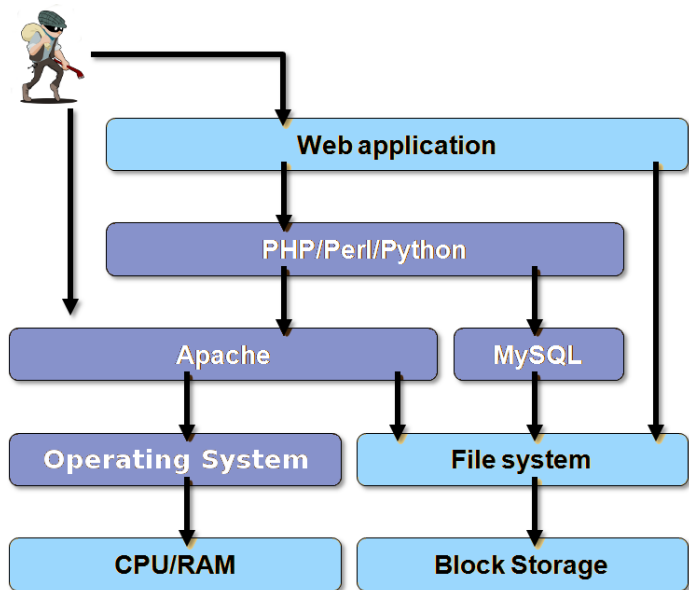 Web application
PHP/Perl/Python
Apache
MySQL
Operating System
File system
CPU/RAM
Block Storage